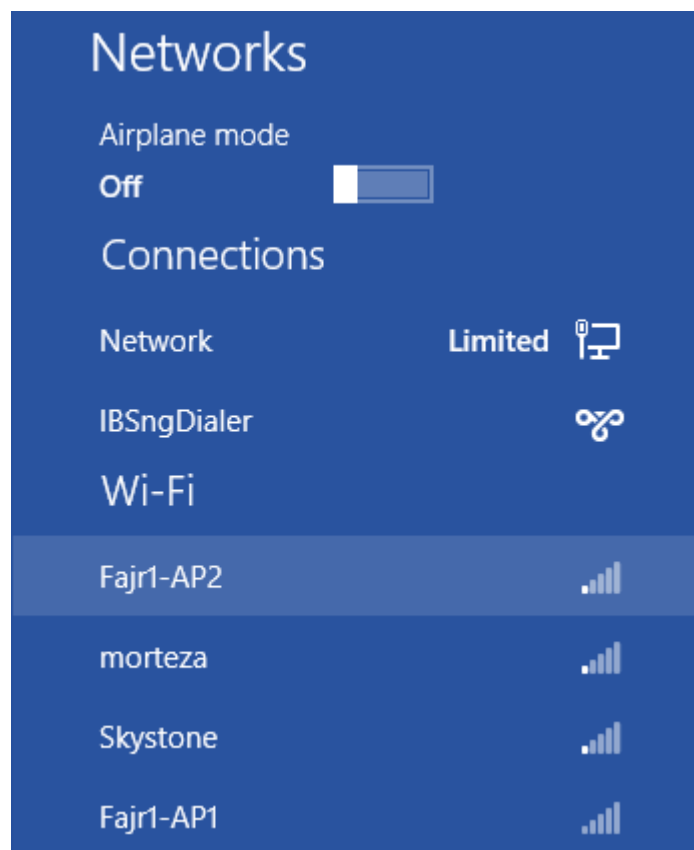 Networks
Airplane mode
Off
Connections
Network Limited
IBSngDialer
Wi-Fi
Fajr1-AP2
morteza
Skystone
Fajr1-AP1